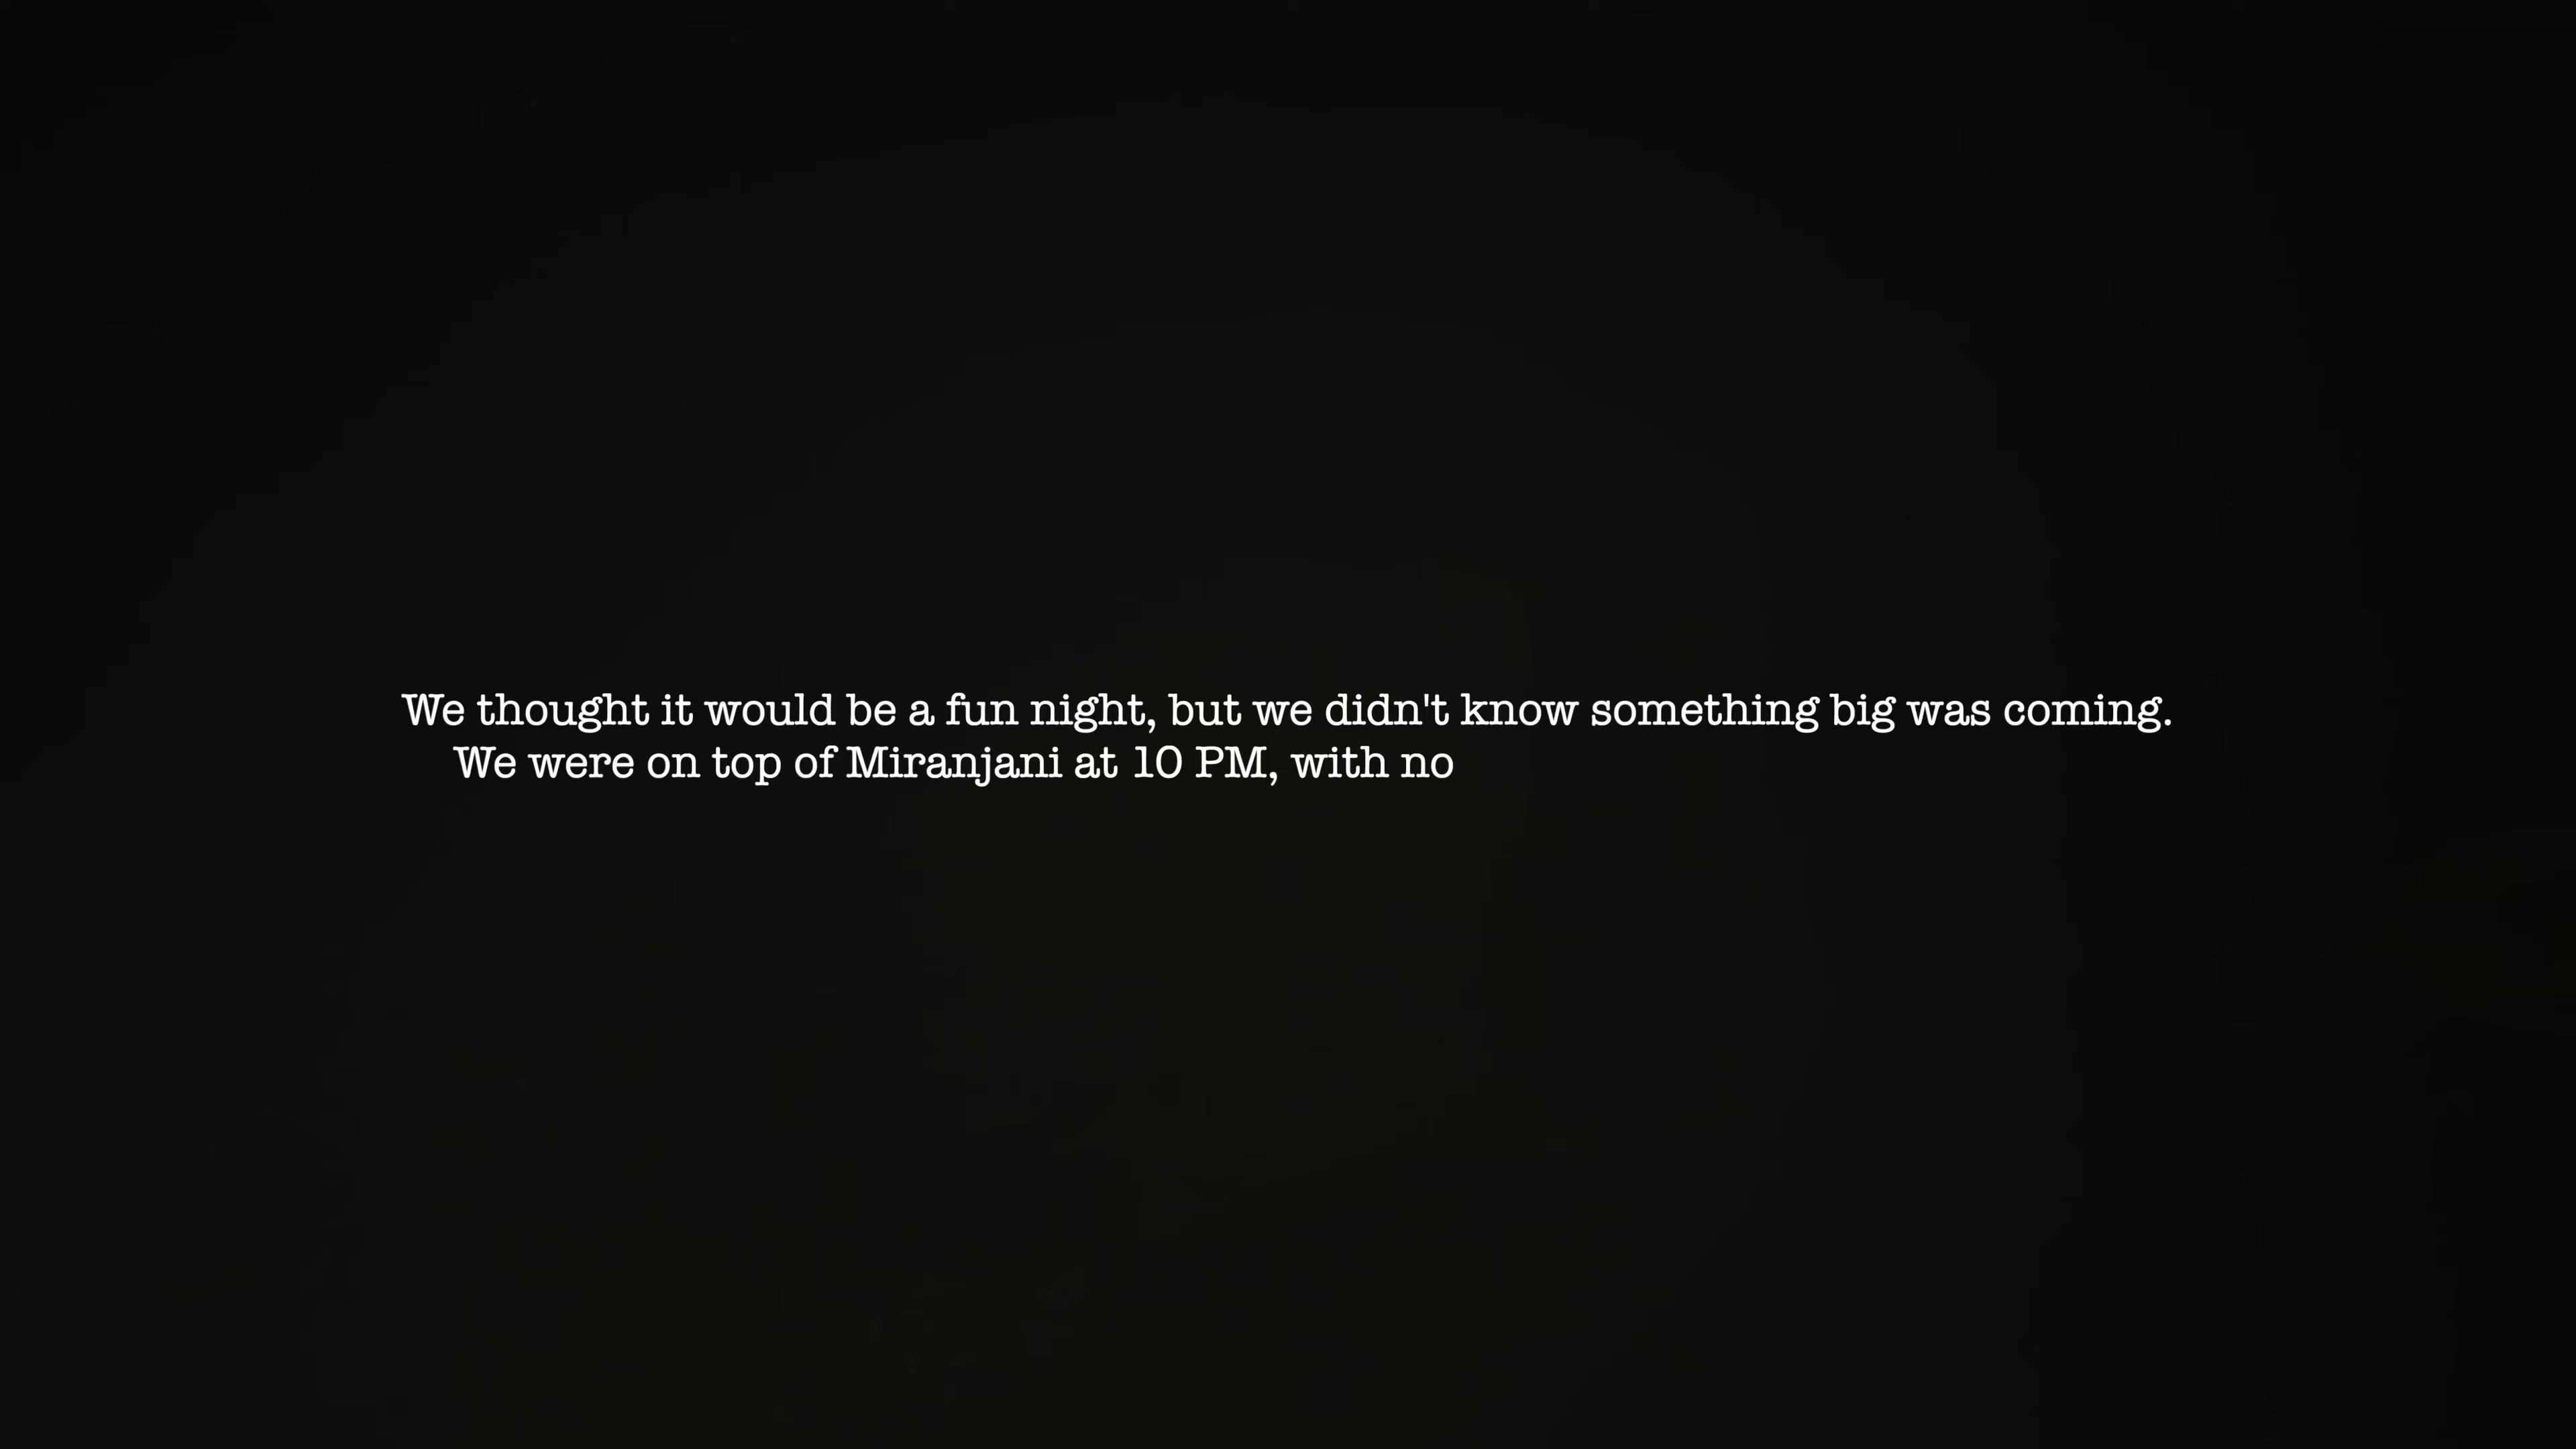 We thought it would be a fun night, but we didn't know something big was coming.
We were on top of Miranjani at 10 PM, with no